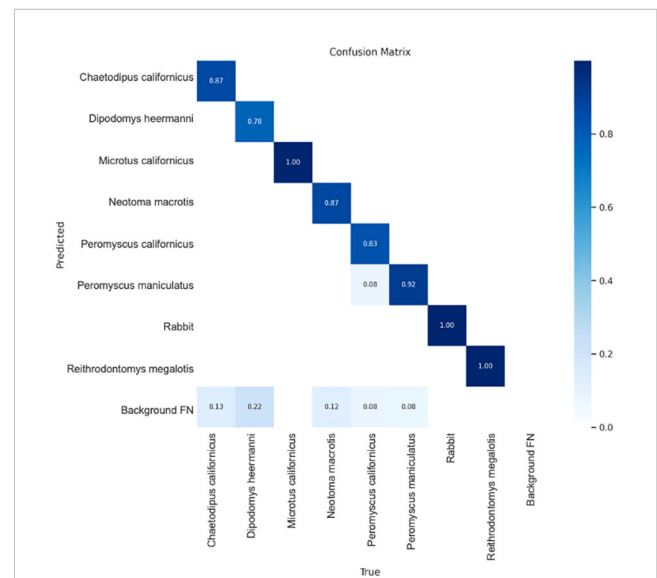 Confusion Matrix
Chaetodipus californicus
0.87
Dipodomys heermanni
0.78
0.8
Microtus californicus
1.00
Neotoma macrotis
0.87
0.6
Predicted
Peromyscus californicus
0.83
0.4
Peromyscus maniculatus
0.08 0.92
Rabbit
1.00
0.2
Reithrodontomys megalotis
1.00
Background FN
0.13 0.22 0.12 0.08 0.08
0.0
Chaetodipus californicus
Dipodomys heermanni
Microtus californicus
Neotoma macrotis
Peromyscus californicus
Peromyscus maniculatus
Rabbit
Reithrodontomys megalotis
Background FN
True